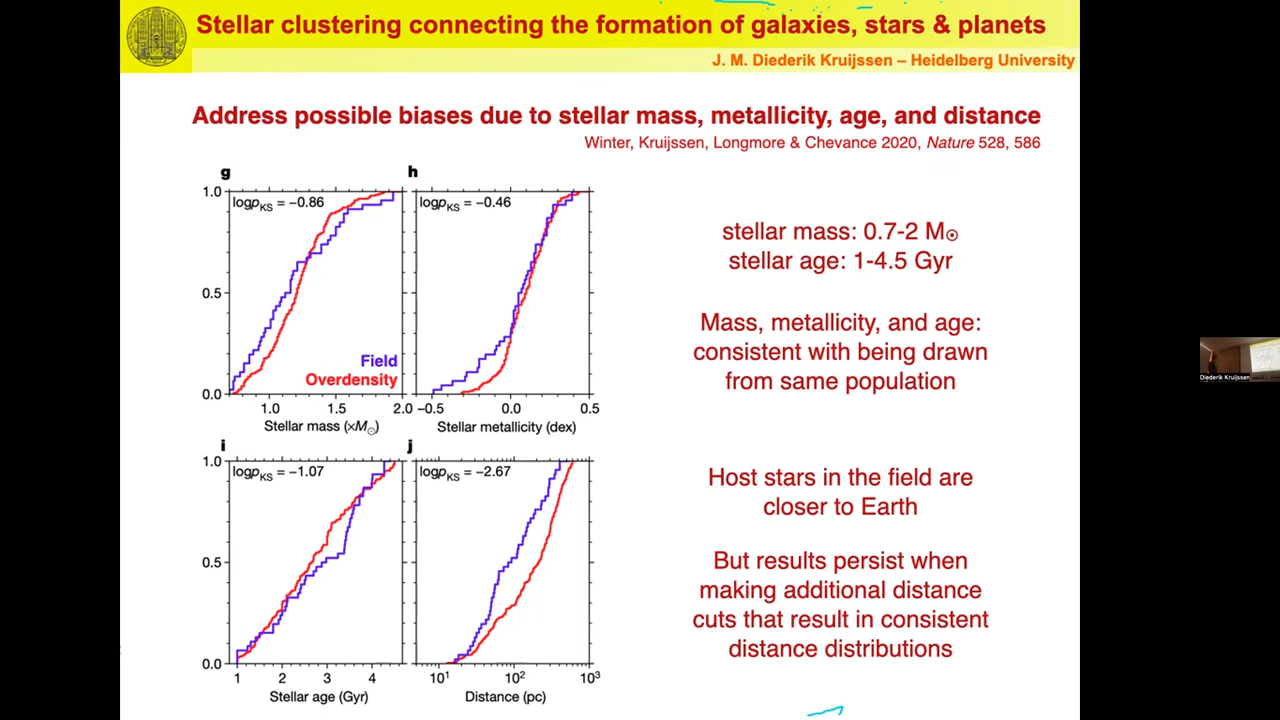 Stellar clustering connecting the formation of galaxies, stars & planets
J. M. Diederik Kruijssen – Heidelberg University
Address possible biases due to stellar mass, metallicity, age, and distance
Winter, Kruijssen, Longmore & Chevance 2020, Nature 528, 586
g
h
1.0
0.5
0.0
logpKS = −0.86
Field
Overdensity
1.0
1.5
2.0
Stellar mass (×M⊙)
logpKS = −0.46
−0.5
0.0
0.5
Stellar metallicity (dex)
i
j
1.0
0.5
0.0
logpKS = −1.07
1
2
3
4
Stellar age (Gyr)
logpKS = −2.67
10¹
10²
10³
Distance (pc)
stellar mass: 0.7-2 M⊙
stellar age: 1-4.5 Gyr
Mass, metallicity, and age:
consistent with being drawn
from same population
Host stars in the field are
closer to Earth
But results persist when
making additional distance
cuts that result in consistent
distance distributions
Diederik Kruijssen